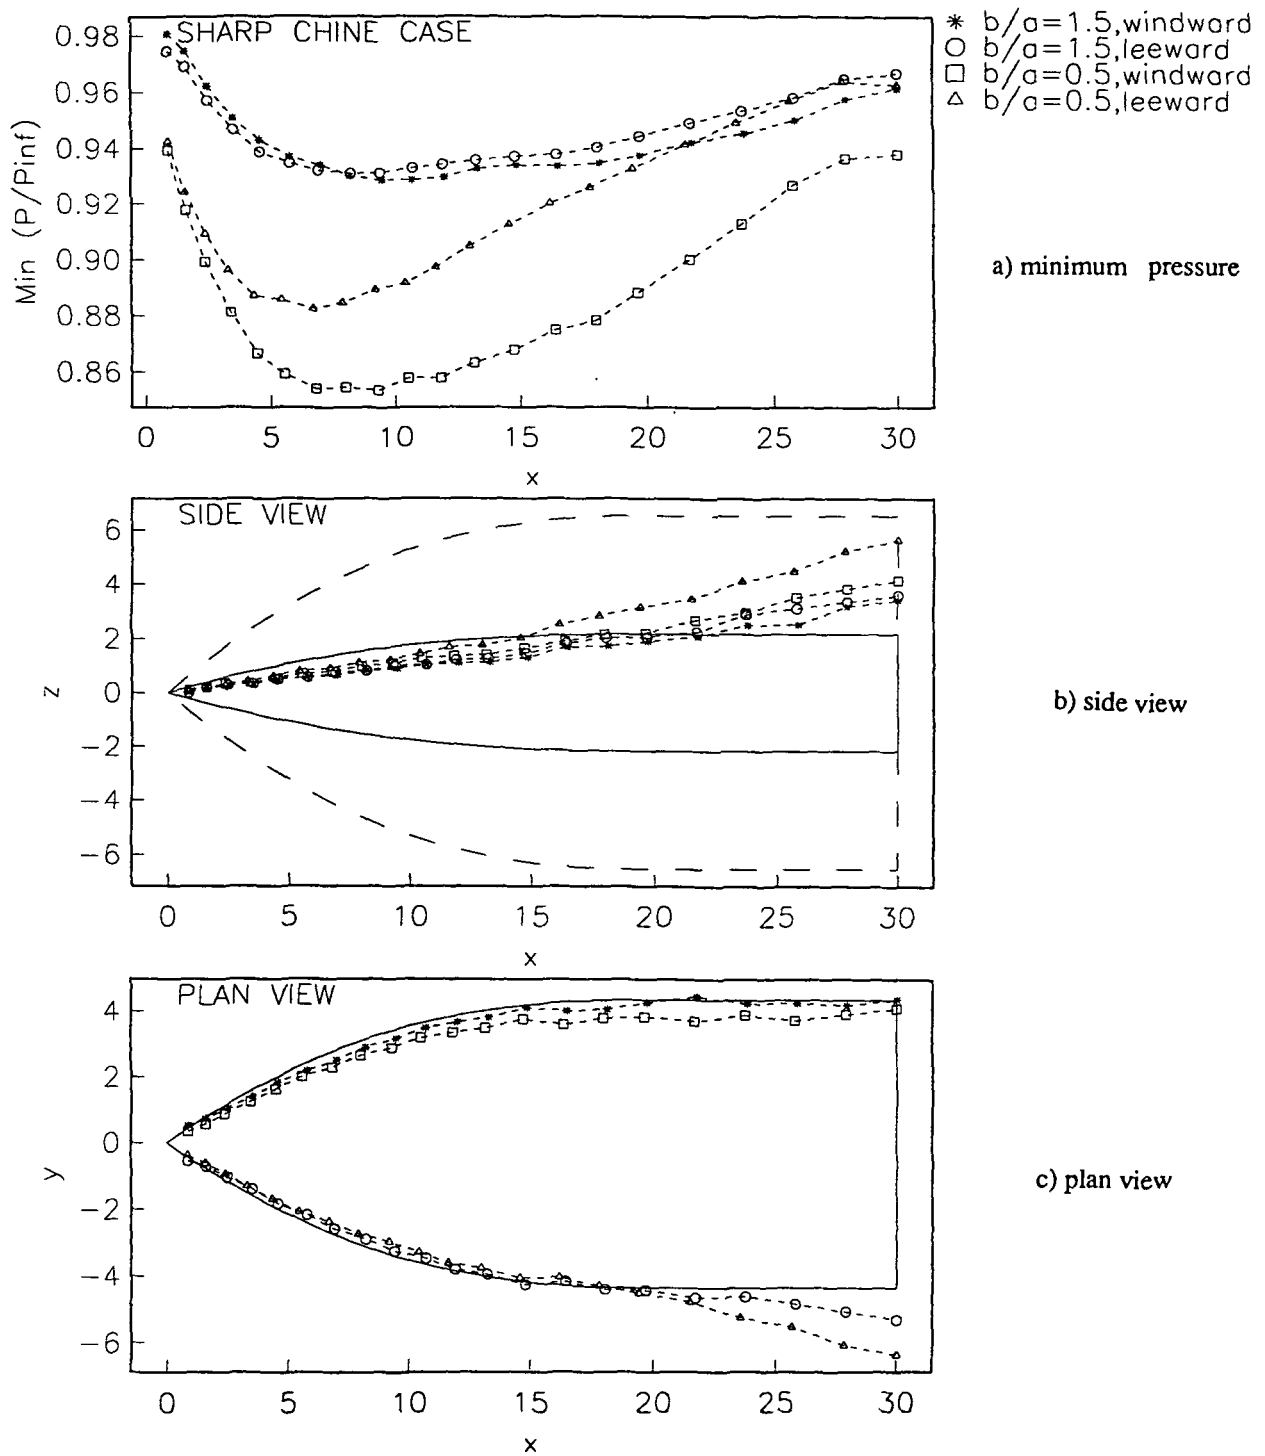 SHARP CHINE CASE
* b/a=1.5,windward
○ b/a=1.5,leeward
□ b/a=0.5,windward
△ b/a=0.5,leeward
Min (P/Pinf)
0.98
0.96
0.94
0.92
0.90
0.88
0.86
0 5 10 15 20 25 30
x
a) minimum pressure
SIDE VIEW
z
6
4
2
0
−2
−4
−6
0 5 10 15 20 25 30
x
b) side view
PLAN VIEW
y
4
2
0
−2
−4
−6
0 5 10 15 20 25 30
x
c) plan view